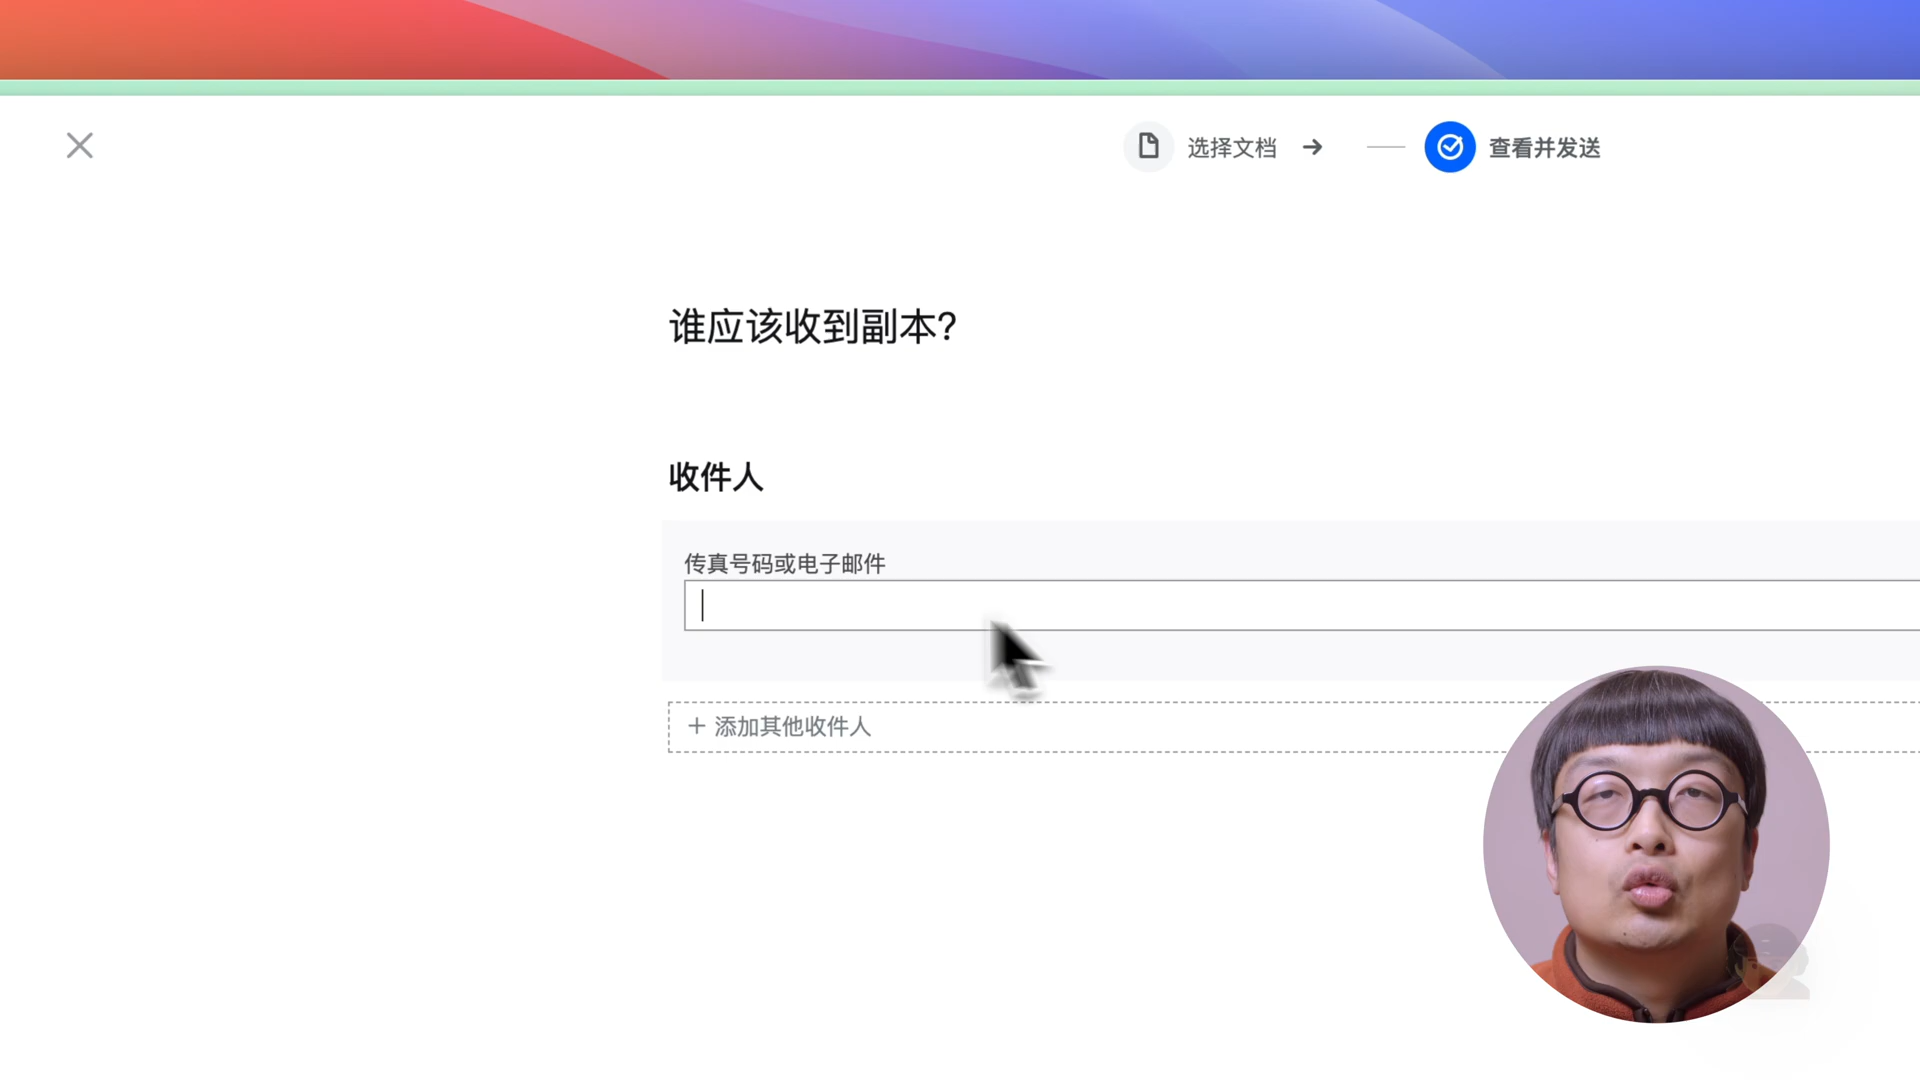 选择文档
查看并发送
谁应该收到副本?
收件人
传真号码或电子邮件
+ 添加其他收件人